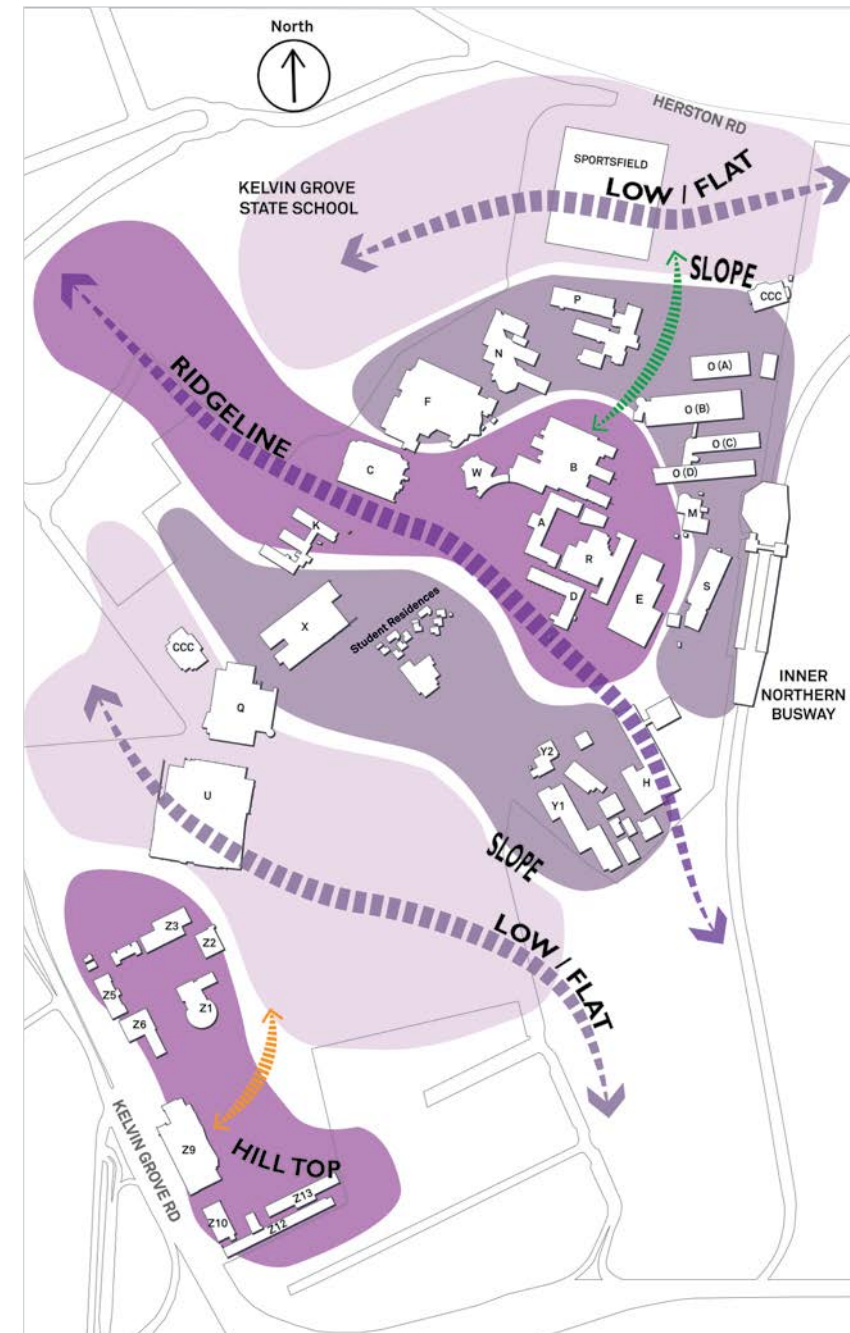 North
HERSTON RD
SPORTSFIELD
LOW / FLAT
KELVIN GROVE
STATE SCHOOL
SLOPE
CCC
P
N
O (A)
RIDGELINE
F
O (B)
O (C)
O (D)
C
W
B
M
K
A
R
S
D
E
X
Student Residences
CCC
INNER
NORTHERN
BUSWAY
Q
Y2
H
U
Y1
SLOPE
LOW / FLAT
Z3
Z2
Z5
Z1
Z6
KELVIN GROVE RD
Z9
HILL TOP
Z13
Z10
Z12